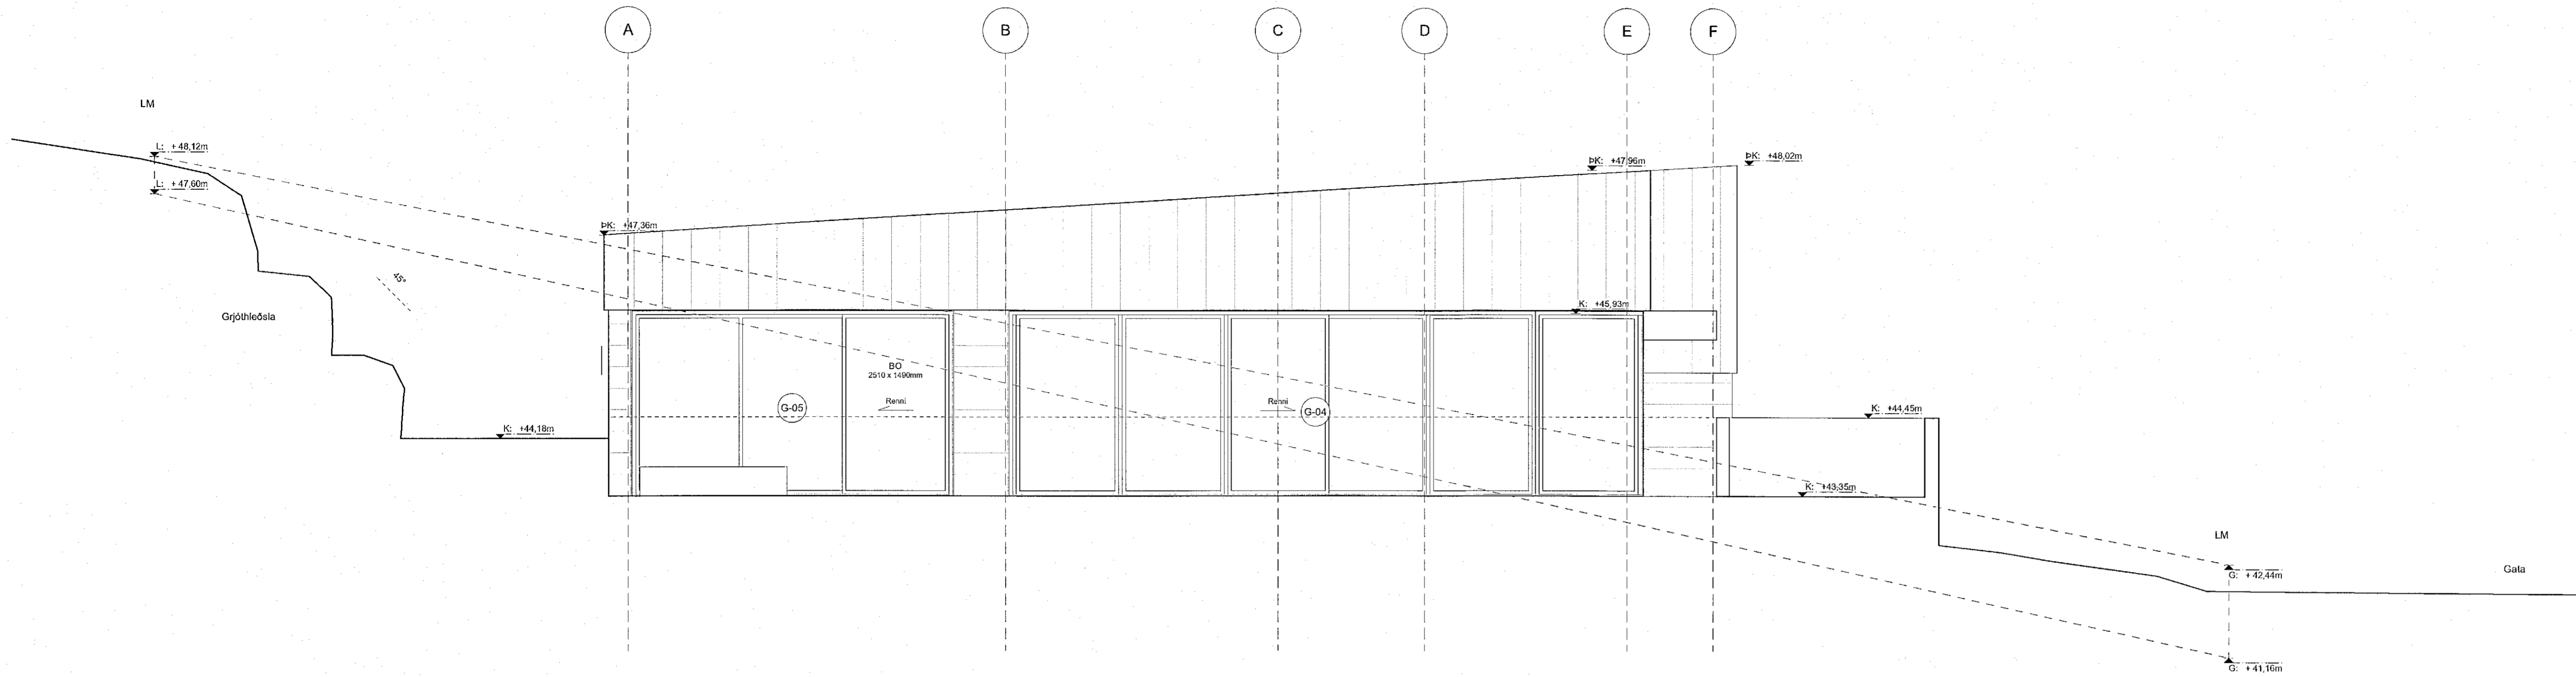 A
B
C
D
E
F
LM
L: + 48,12m
L: + 47,60m
ÞK: +47,36m
ÞK: +47,96m
ÞK: +48,02m
45°
Grjóthleðsla
K: +45,93m
BO
2510 x 1490mm
Renni
G-05
Renni
G-04
K: +44,18m
K: +44,45m
K: +43,35m
LM
Gata
G: + 42,44m
G: + 41,16m